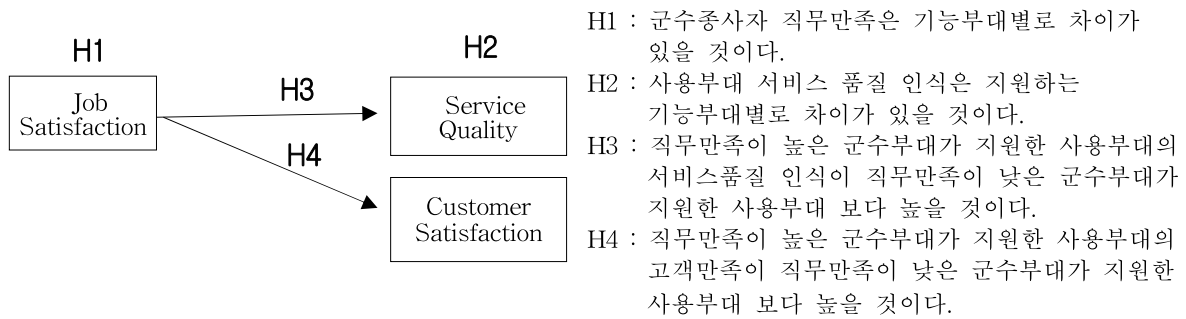 H1
H2
Job
Satisfaction
H3
Service
Quality
H4
Customer
Satisfaction
H1 : 군수종사자 직무만족은 기능부대별로 차이가
있을 것이다.
H2 : 사용부대 서비스 품질 인식은 지원하는
기능부대별로 차이가 있을 것이다.
H3 : 직무만족이 높은 군수부대가 지원한 사용부대의
서비스품질 인식이 직무만족이 낮은 군수부대가
지원한 사용부대 보다 높을 것이다.
H4 : 직무만족이 높은 군수부대가 지원한 사용부대의
고객만족이 직무만족이 낮은 군수부대가 지원한
사용부대 보다 높을 것이다.